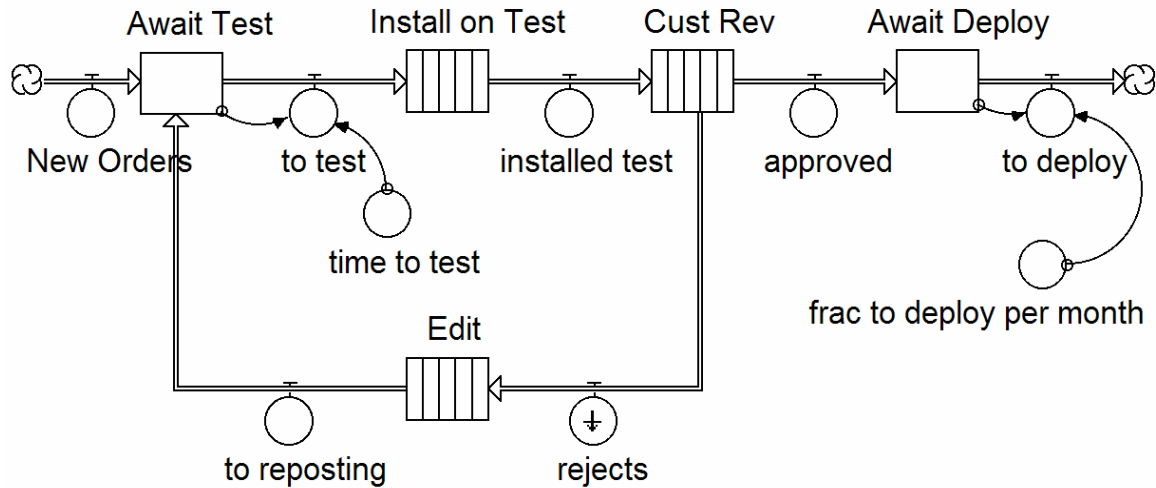 Await Test
Install on Test
Cust Rev
Await Deploy
New Orders
to test
installed test
approved
to deploy
time to test
frac to deploy per month
Edit
to reposting
rejects